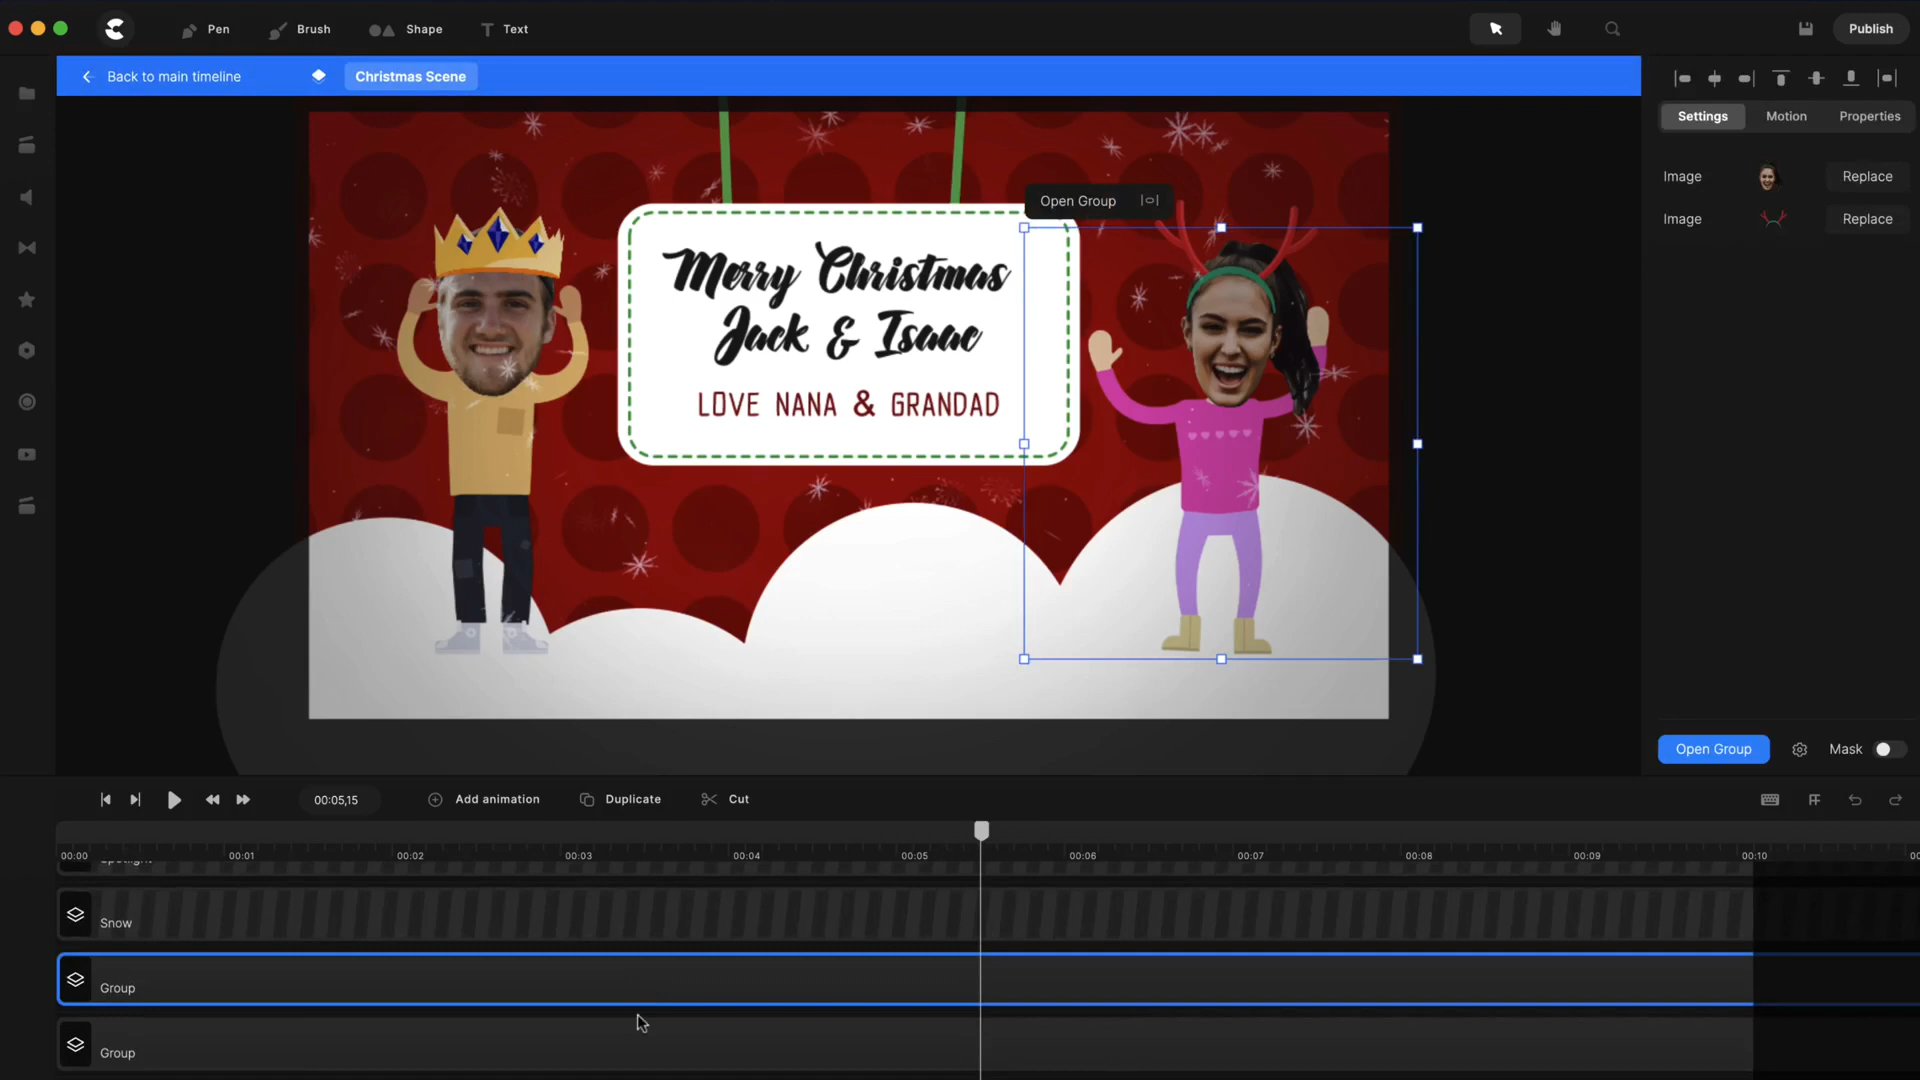 Pen Brush Shape Text Publish
Back to main timeline Christmas Scene
Settings Motion Properties
Image Replace
Image Replace
Open Group
Merry Christmas
Jack & Isaac
LOVE NANA & GRANDAD
Open Group Mask
00:05,15 Add animation Duplicate Cut
00:00 00:01 00:02 00:03 00:04 00:05 00:06 00:07 00:08 00:09 00:10
Spotlight
Snow
Group
Group